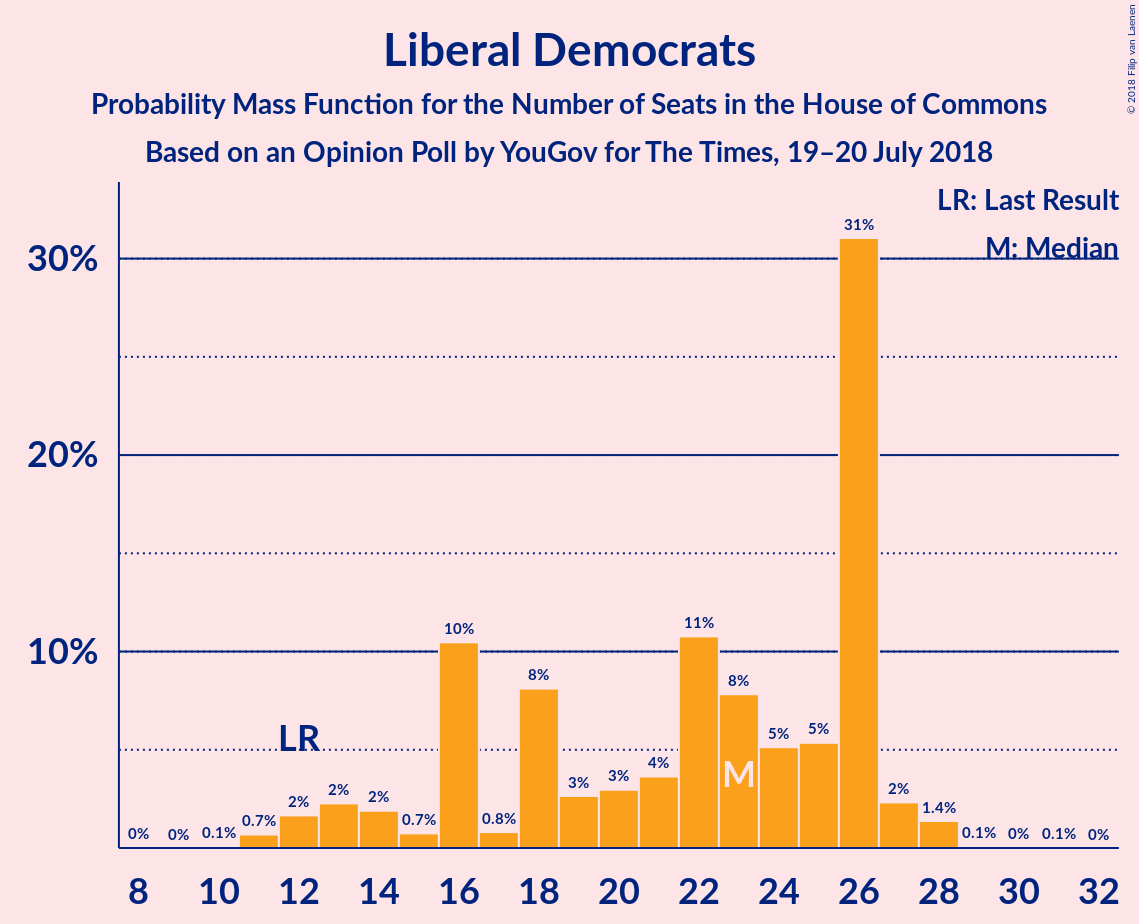 Liberal Democrats
Probability Mass Function for the Number of Seats in the House of Commons
Based on an Opinion Poll by YouGov for The Times, 19–20 July 2018
© 2018 Filip van Laenen
LR: Last Result
M: Median
30%
20%
10%
0% 0% 0.1% 0.7% 2% 2% 2% 0.7% 10% 0.8% 8% 3% 3% 4% 11% 8% 5% 5% 31% 2% 1.4% 0.1% 0% 0.1% 0%
LR
M
8 10 12 14 16 18 20 22 24 26 28 30 32